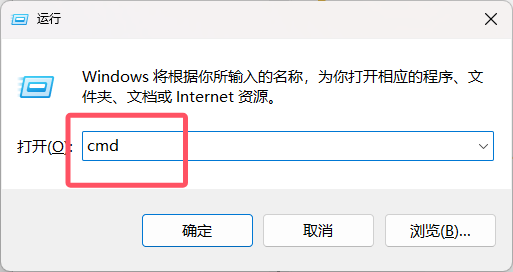 运行
Windows 将根据你所输入的名称，为你打开相应的程序、文
件夹、文档或 Internet 资源。
打开(O): cmd
确定 取消 浏览(B)...